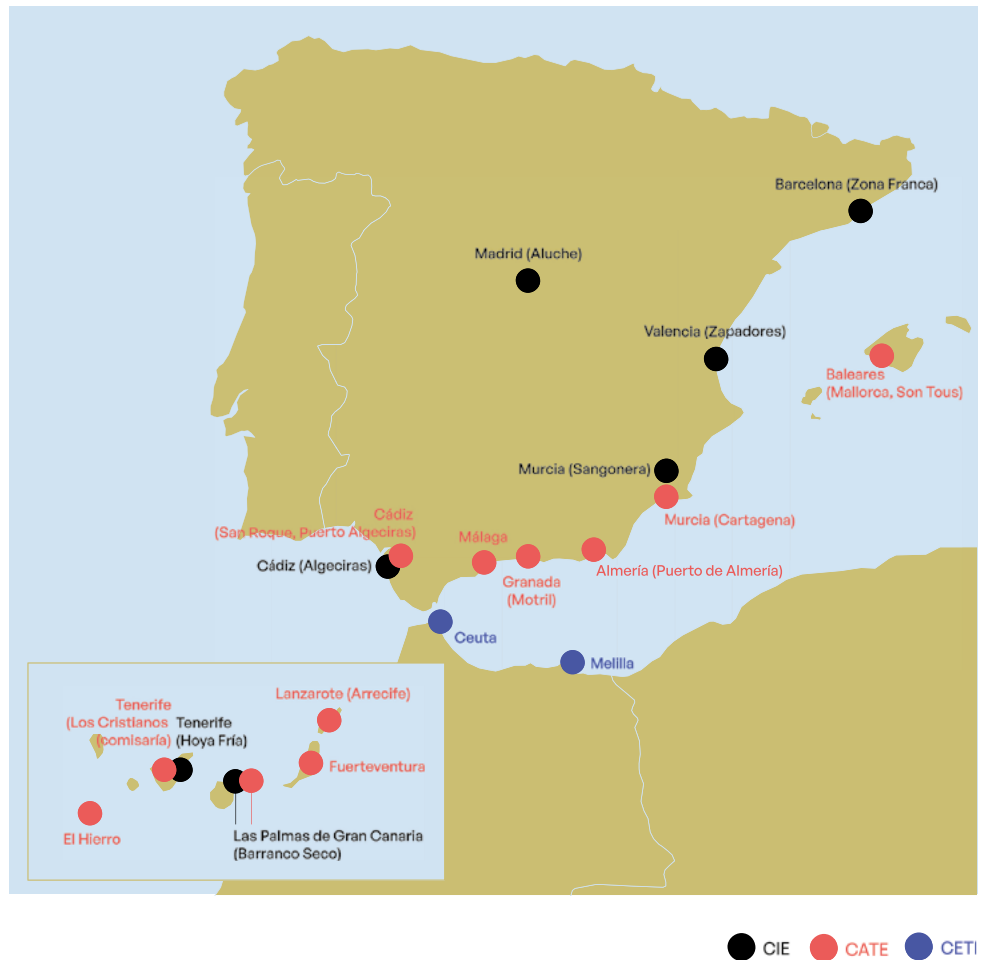 Barcelona (Zona Franca)
Madrid (Aluche)
Valencia (Zapadores)
Baleares
(Mallorca, Son Tous)
Murcia (Sangonera)
Murcia (Cartagena)
Cádiz
(San Roque, Puerto Algeciras)
Málaga
Cádiz (Algeciras)
Almería (Puerto de Almería)
Granada
(Motril)
Ceuta
Melilla
Lanzarote (Arrecife)
Tenerife
(Los Cristianos
(comisaría)
Tenerife
(Hoya Fría)
Fuerteventura
El Hierro
Las Palmas de Gran Canaria
(Barranco Seco)
CIE
CATE
CETI